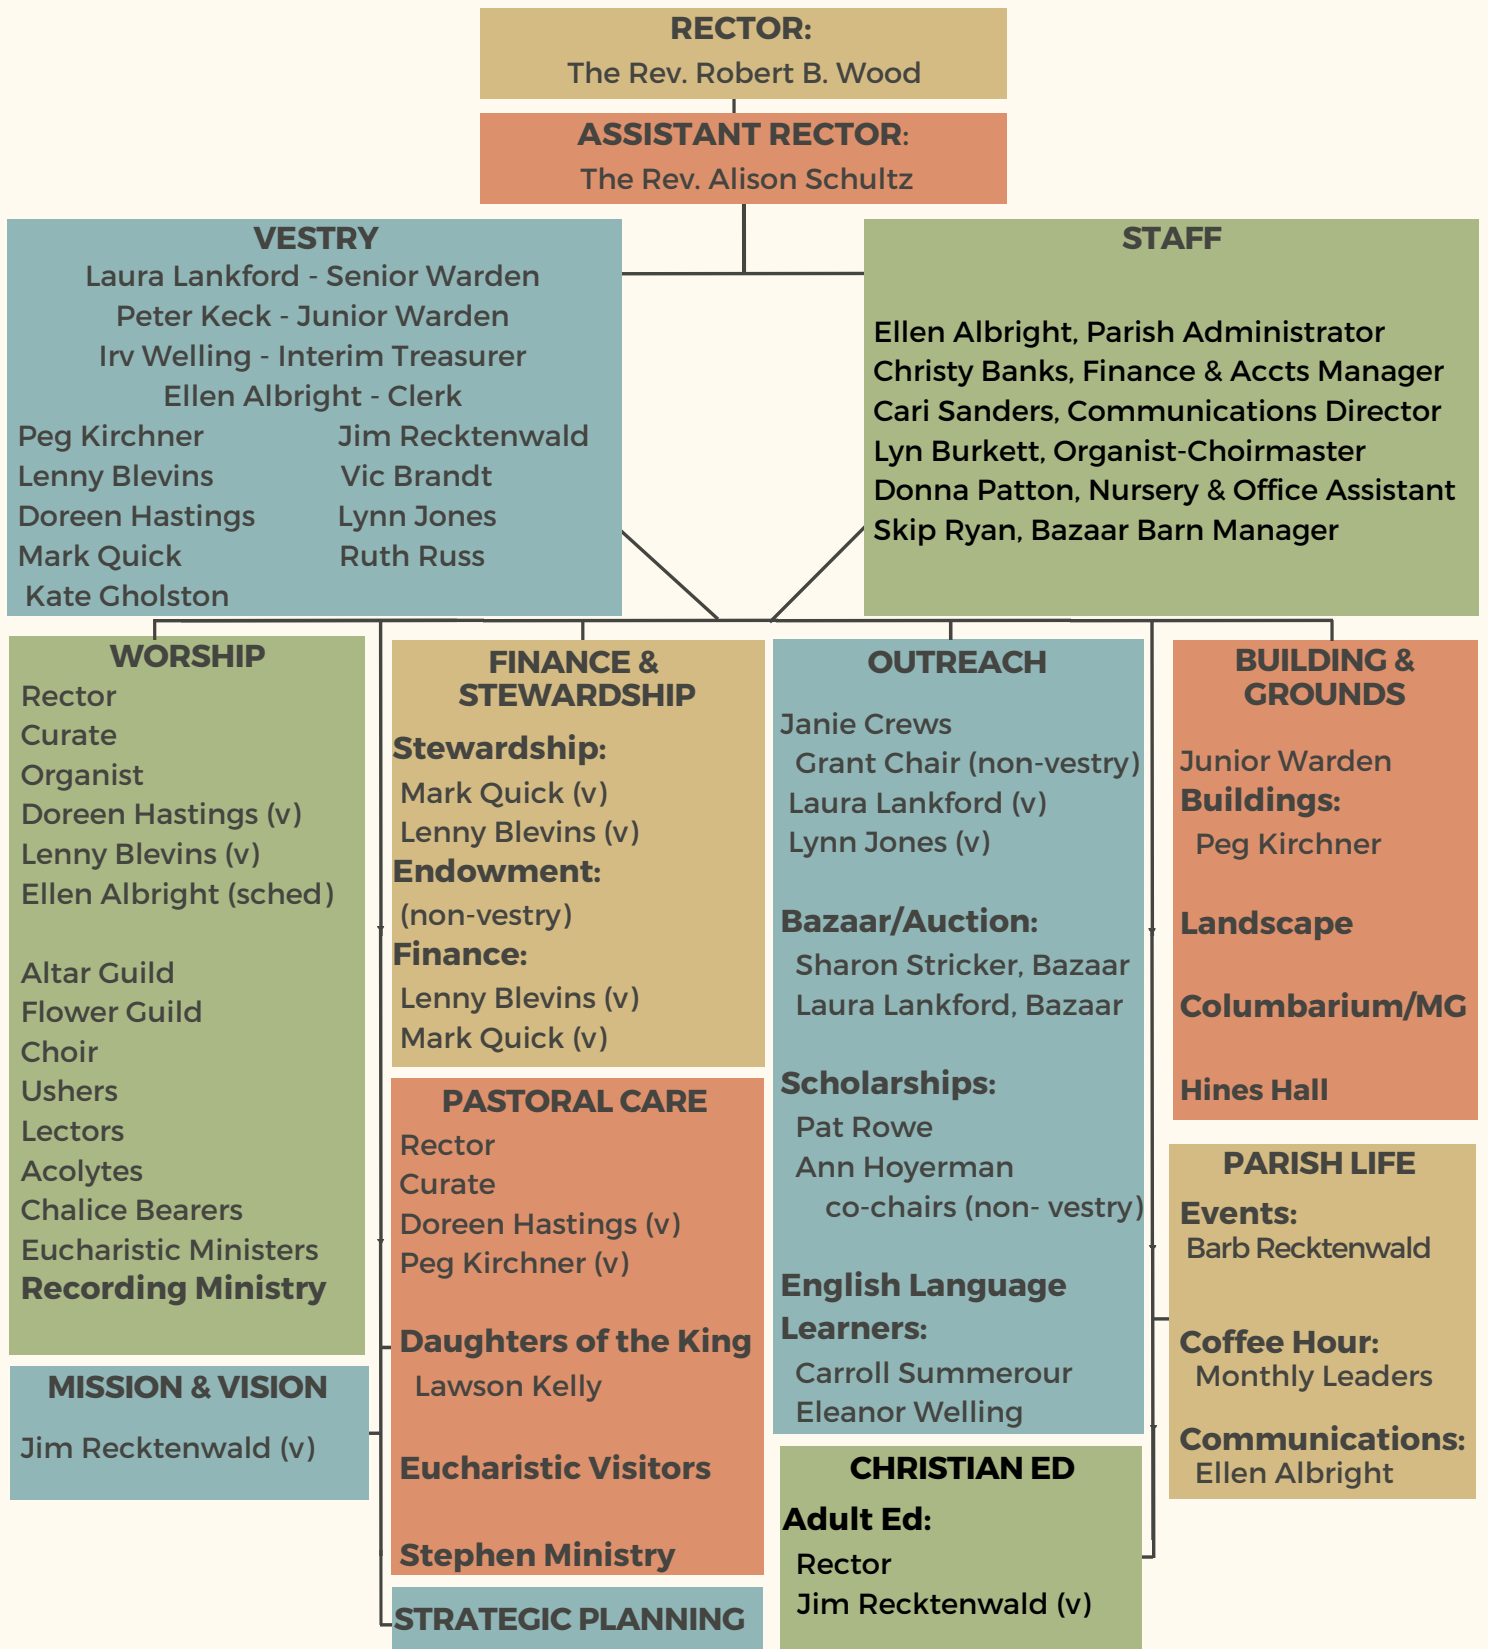 RECTOR:
The Rev. Robert B. Wood
ASSISTANT RECTOR:
The Rev. Alison Schultz
VESTRY
Laura Lankford - Senior Warden
Peter Keck - Junior Warden
Irv Welling - Interim Treasurer
Ellen Albright - Clerk
Peg Kirchner Jim Recktenwald
Lenny Blevins Vic Brandt
Doreen Hastings Lynn Jones
Mark Quick Ruth Russ
Kate Gholston
STAFF
Ellen Albright, Parish Administrator
Christy Banks, Finance & Accts Manager
Cari Sanders, Communications Director
Lyn Burkett, Organist-Choirmaster
Donna Patton, Nursery & Office Assistant
Skip Ryan, Bazaar Barn Manager
WORSHIP
Rector
Curate
Organist
Doreen Hastings (v)
Lenny Blevins (v)
Ellen Albright (sched)
Altar Guild
Flower Guild
Choir
Ushers
Lectors
Acolytes
Chalice Bearers
Eucharistic Ministers
Recording Ministry
MISSION & VISION
Jim Recktenwald (v)
FINANCE &
STEWARDSHIP
Stewardship:
Mark Quick (v)
Lenny Blevins (v)
Endowment:
(non-vestry)
Finance:
Lenny Blevins (v)
Mark Quick (v)
PASTORAL CARE
Rector
Curate
Doreen Hastings (v)
Peg Kirchner (v)
Daughters of the King
Lawson Kelly
Eucharistic Visitors
Stephen Ministry
STRATEGIC PLANNING
OUTREACH
Janie Crews
Grant Chair (non-vestry)
Laura Lankford (v)
Lynn Jones (v)
Bazaar/Auction:
Sharon Stricker, Bazaar
Laura Lankford, Bazaar
Scholarships:
Pat Rowe
Ann Hoyerman
co-chairs (non- vestry)
English Language
Learners:
Carroll Summerour
Eleanor Welling
CHRISTIAN ED
Adult Ed:
Rector
Jim Recktenwald (v)
BUILDING &
GROUNDS
Junior Warden
Buildings:
Peg Kirchner
Landscape
Columbarium/MG
Hines Hall
PARISH LIFE
Events:
Barb Recktenwald
Coffee Hour:
Monthly Leaders
Communications:
Ellen Albright